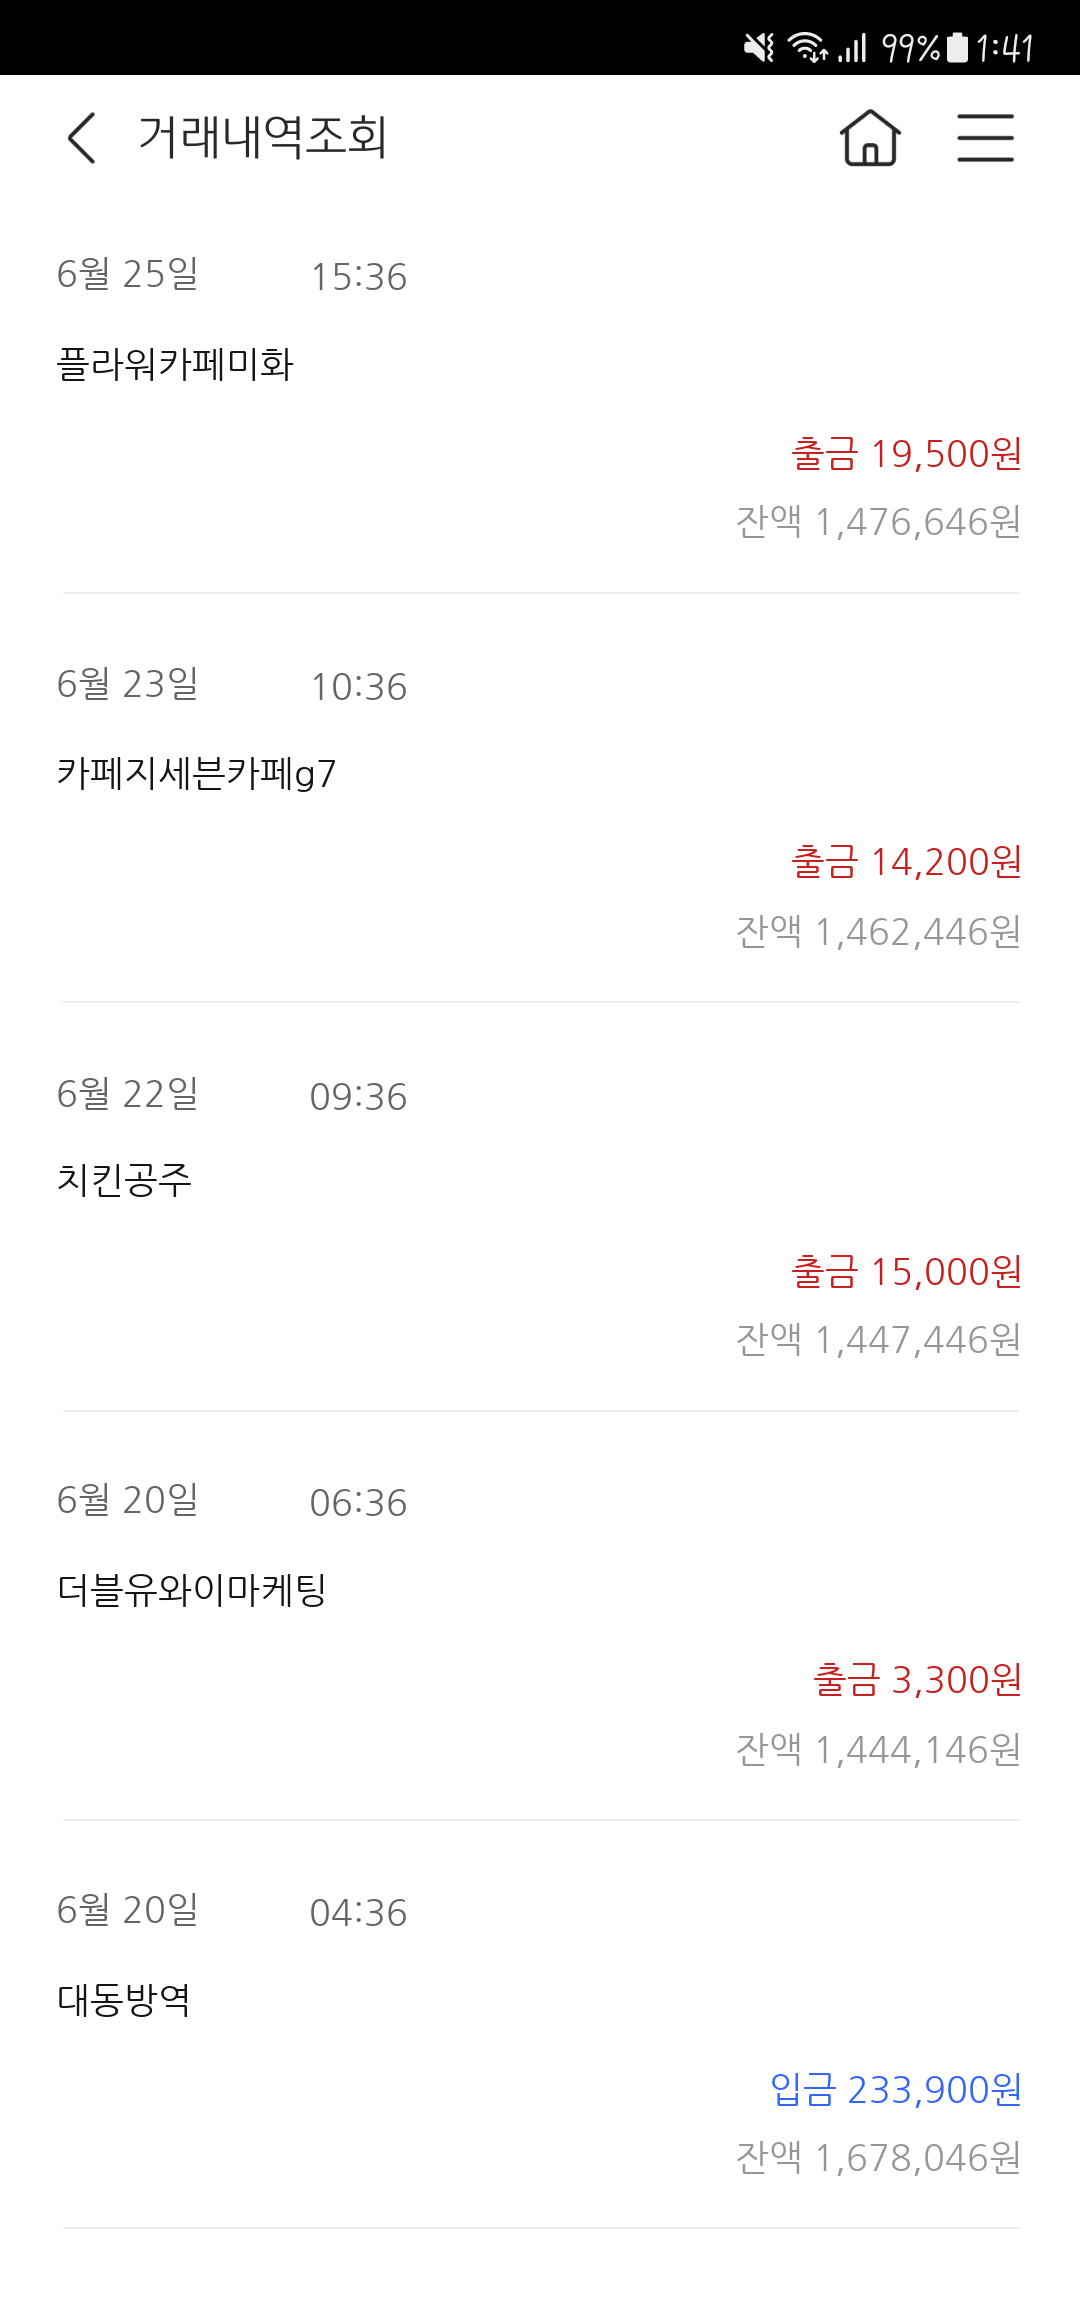 99% 1:41
거래내역조회
6월 25일 15:36
플라워카페미화
출금 19,500원
잔액 1,476,646원
6월 23일 10:36
카페지세븐카페g7
출금 14,200원
잔액 1,462,446원
6월 22일 09:36
치킨공주
출금 15,000원
잔액 1,447,446원
6월 20일 06:36
더블유와이마케팅
출금 3,300원
잔액 1,444,146원
6월 20일 04:36
대동방역
입금 233,900원
잔액 1,678,046원